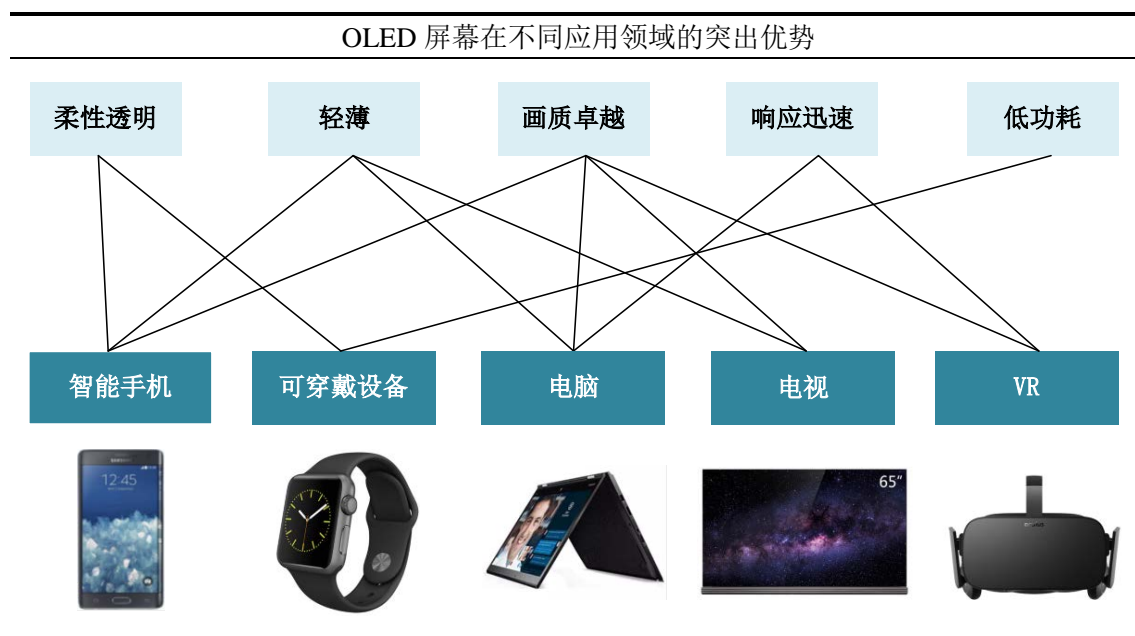 OLED 屏幕在不同应用领域的突出优势
柔性透明 轻薄 画质卓越 响应迅速 低功耗
智能手机 可穿戴设备 电脑 电视 VR
SAMSUNG
12:45
65"
oculus